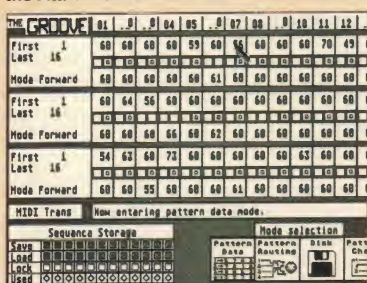 THE GROOVE 01 ..0 ..0 04 05 ..0 07 08 ..0 10 11 12
First 1 60 60 60 60 59 60 60 60 60 70 49
Last 16
Mode Forward 60 60 60 60 60 61 60 60 60 60 60 60
First 1 60 64 56 60 60 60 60 60 60 60 60 60
Last 16
Mode Forward 60 60 60 66 60 62 60 60 60 60 60 60
First 1 54 63 60 73 60 60 60 60 60 63 60 60
Last 16
Mode Forward 60 60 55 60 60 60 61 60 60 60 60 60
MIDI Trans Now entering pattern data mode.
Sequence Storage Mode selection
Save
Load
Lock
Used
Pattern Data Pattern Routing Disk